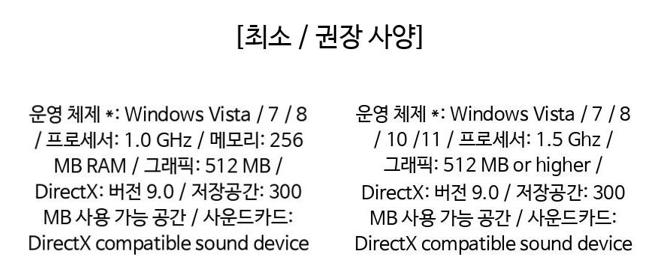 [최소 / 권장 사양]
운영 체제 *: Windows Vista / 7 / 8
/ 프로세서: 1.0 GHz / 메모리: 256
MB RAM / 그래픽: 512 MB /
DirectX: 버전 9.0 / 저장공간: 300
MB 사용 가능 공간 / 사운드카드:
DirectX compatible sound device
운영 체제 *: Windows Vista / 7 / 8
/ 10 /11 / 프로세서: 1.5 Ghz /
그래픽: 512 MB or higher /
DirectX: 버전 9.0 / 저장공간: 300
MB 사용 가능 공간 / 사운드카드:
DirectX compatible sound device